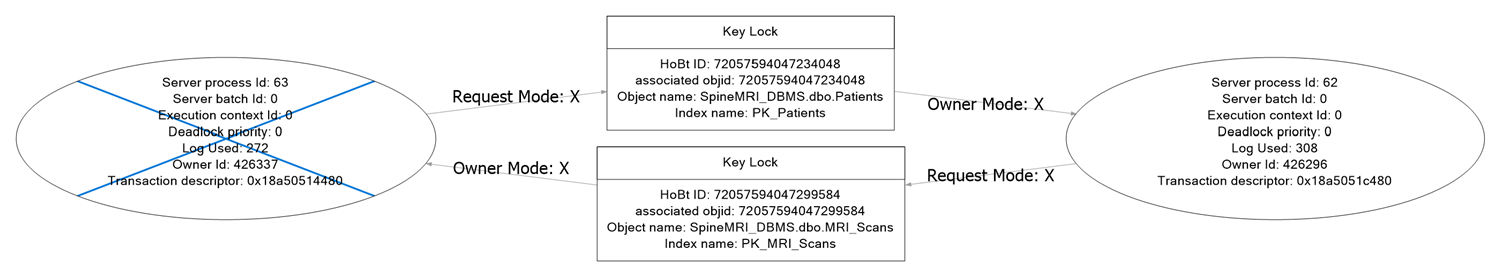 Server process Id: 63
Server batch Id: 0
Execution context Id: 0
Deadlock priority: 0
Log Used: 272
Owner Id: 426337
Transaction descriptor: 0x18a50514480
Request Mode: X
Owner Mode: X
Key Lock
HoBt ID: 72057594047234048
associated objid: 72057594047234048
Object name: SpineMRI_DBMS.dbo.Patients
Index name: PK_Patients
Key Lock
HoBt ID: 72057594047299584
associated objid: 72057594047299584
Object name: SpineMRI_DBMS.dbo.MRI_Scans
Index name: PK_MRI_Scans
Owner Mode: X
Request Mode: X
Server process Id: 62
Server batch Id: 0
Execution context Id: 0
Deadlock priority: 0
Log Used: 308
Owner Id: 426296
Transaction descriptor: 0x18a5051c480